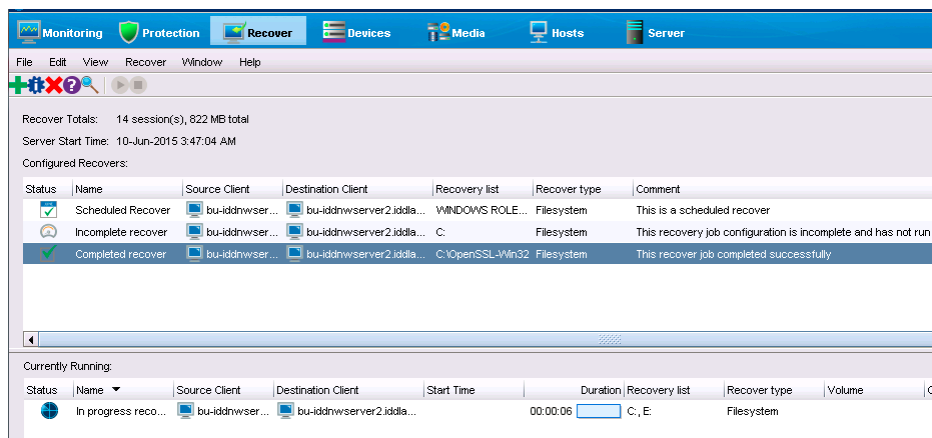 Monitoring Protection Recover Devices Media Hosts Server
File Edit View Recover Window Help
Recover Totals: 14 session(s), 822 MB total
Server Start Time: 10-Jun-2015 3:47:04 AM
Configured Recovers:
Status Name Source Client Destination Client Recovery list Recover type Comment
Scheduled Recover bu-iddnwser... bu-iddnwserver2.iddla... WINDOWS ROLE... Filesystem This is a scheduled recover
Incomplete recover bu-iddnwser... bu-iddnwserver2.iddla... C: Filesystem This recovery job configuration is incomplete and has not run
Completed recover bu-iddnwser... bu-iddnwserver2.iddla... C:\OpenSSL-Win32 Filesystem This recover job completed successfully
Currently Running:
Status Name Source Client Destination Client Start Time Duration Recovery list Recover type Volume
In progress reco... bu-iddnwser... bu-iddnwserver2.iddla... 00:00:06 C:, E: Filesystem